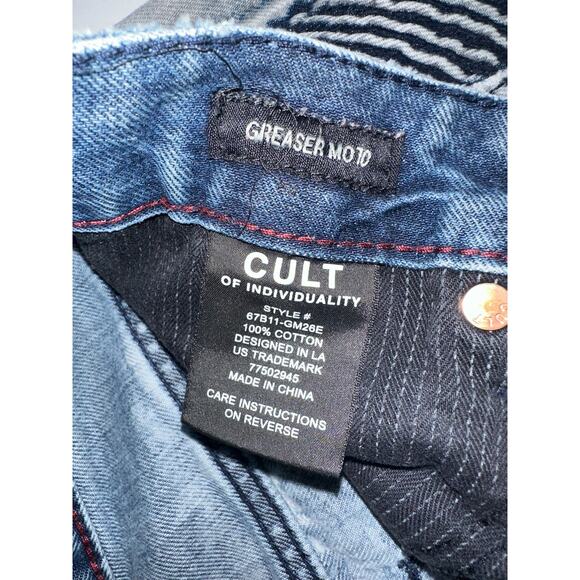 GREASER MOTO
CULT
OF INDIVIDUALITY
STYLE #
67B11-GM26E
100% COTTON
DESIGNED IN LA
US TRADEMARK
77502945
MADE IN CHINA
CARE INSTRUCTIONS
ON REVERSE